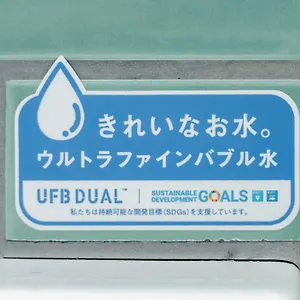 きれいなお水。
ウルトラファインバブル水
UFB DUAL™ | SUSTAINABLE DEVELOPMENT GOALS
私たちは持続可能な開発目標(SDGs)を支援しています。